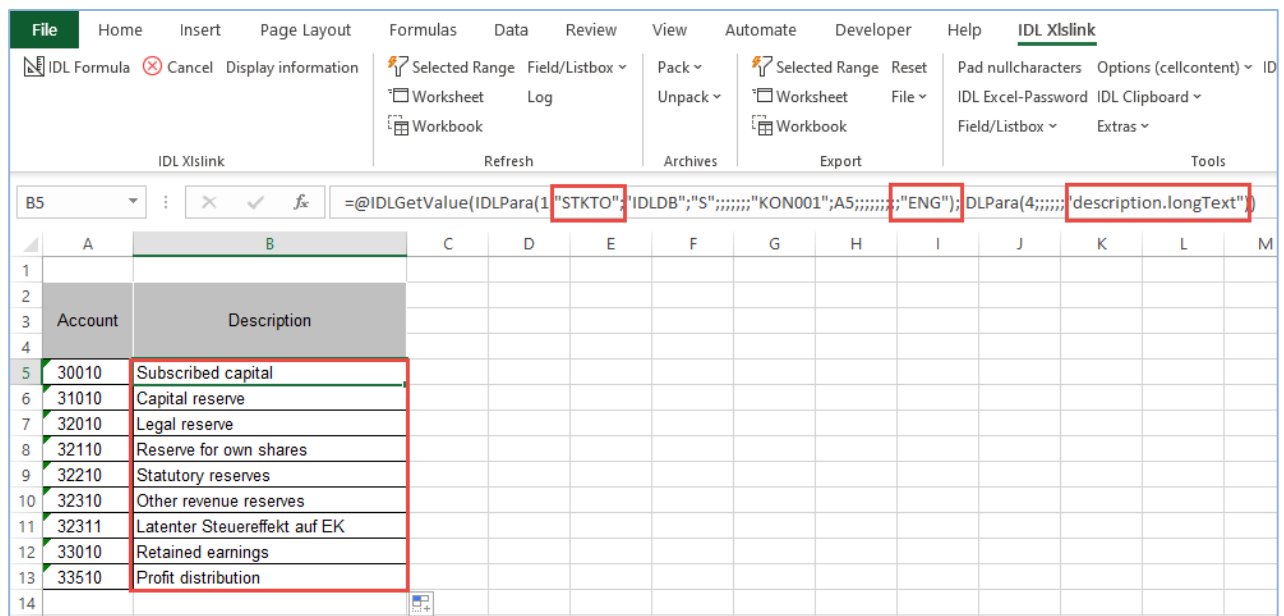 File Home Insert Page Layout Formulas Data Review View Automate Developer Help IDL Xlslink
IDL Formula Cancel Display information Selected Range Field/Listbox Pack Selected Range Reset Pad nullcharacters Options (cellcontent) ID
Worksheet Log Unpack Worksheet File IDL Excel-Password IDL Clipboard
Workbook Workbook Field/Listbox Extras
IDL Xlslink Refresh Archives Export Tools
B5 fx =@IDLGetValue(IDLPara(1;"STKTO";"IDLDB";"S";;;;;;;"KON001";A5;;;;;;;;"ENG");IDLPara(4;;;;;;"description.longText"))
A B C D E F G H I J K L M
1
2
3 Account Description
4
5 30010 Subscribed capital
6 31010 Capital reserve
7 32010 Legal reserve
8 32110 Reserve for own shares
9 32210 Statutory reserves
10 32310 Other revenue reserves
11 32311 Latenter Steuereffekt auf EK
12 33010 Retained earnings
13 33510 Profit distribution
14